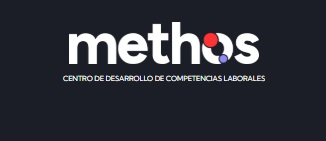 methos
CENTRO DE DESARROLLO DE COMPETENCIAS LABORALES